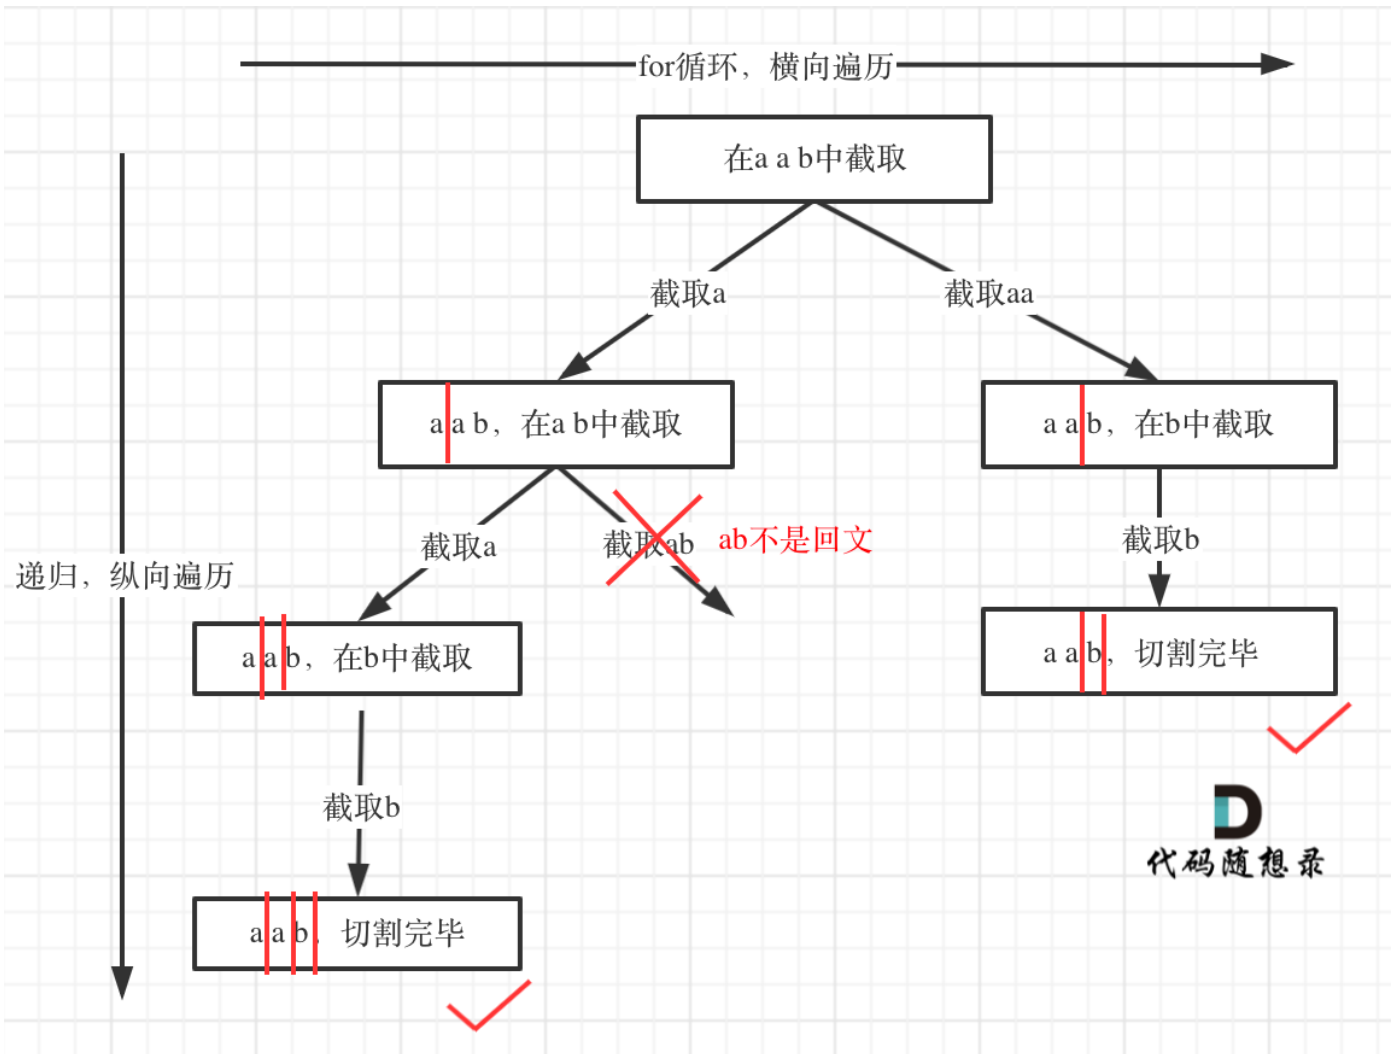 for循环，横向遍历
在a a b中截取
截取a
截取aa
a a b，在a b中截取
a a b，在b中截取
截取a
截取ab
ab不是回文
截取b
递归，纵向遍历
a a b，在b中截取
a a b，切割完毕
截取b
代码随想录
a a b，切割完毕